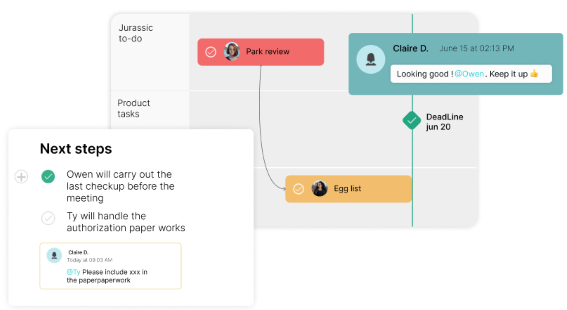 Jurassic
to-do
Park review
Claire D. June 15 at 02:13 PM
Looking good ! @Owen. Keep it up 👍
Product
tasks
DeadLine
jun 20
Egg list
Next steps
Owen will carry out the
last checkup before the
meeting
Ty will handle the
authorization paper works
Claire D.
Today at 09:03 AM
@Ty Please include xxx in
the paperpaperwork